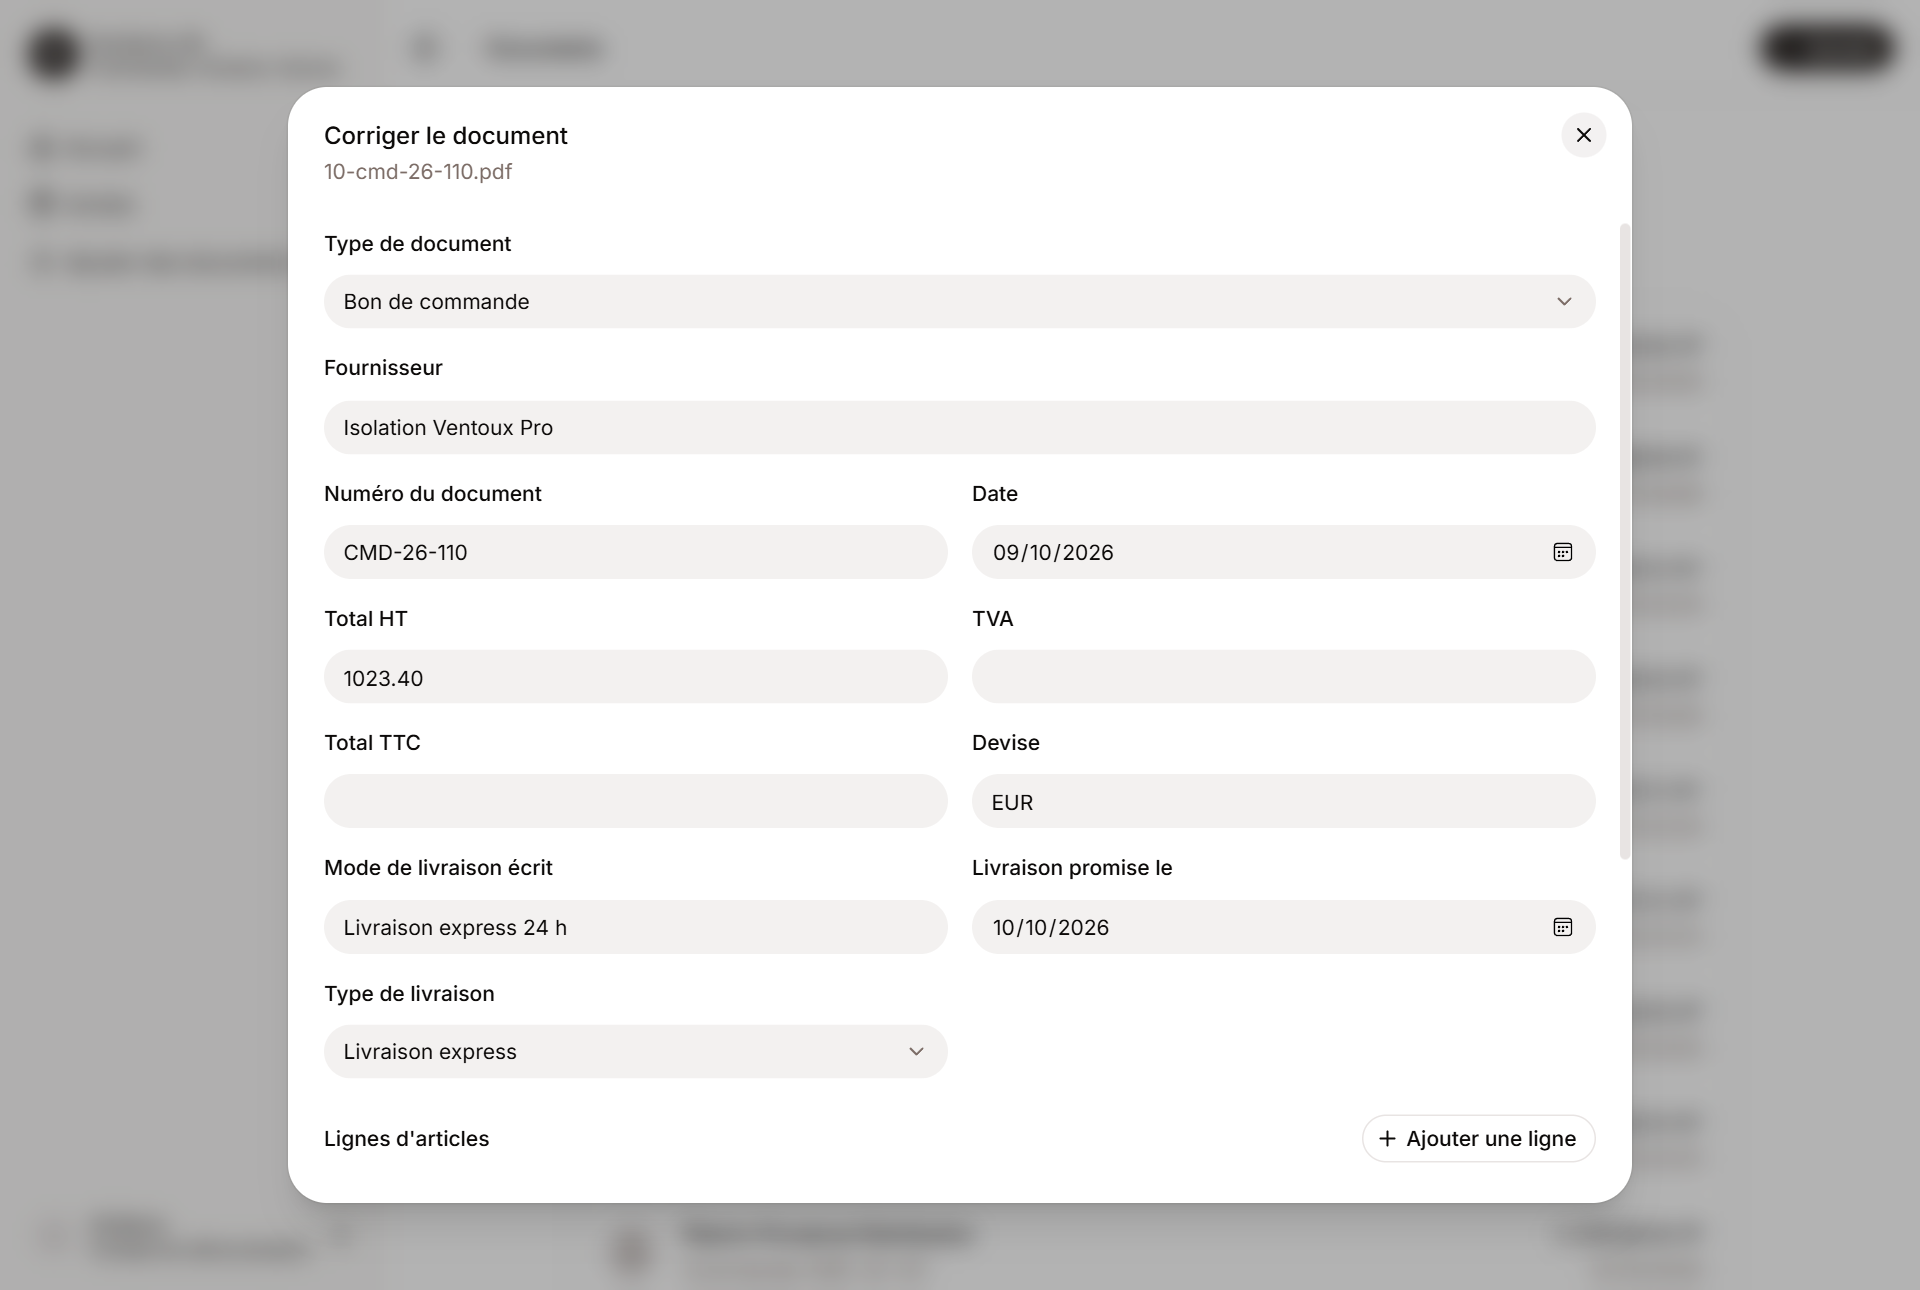 Corriger le document
10-cmd-26-110.pdf
Type de document
Bon de commande
Fournisseur
Isolation Ventoux Pro
Numéro du document
Date
CMD-26-110
09/10/2026
Total HT
TVA
1023.40
Total TTC
Devise
EUR
Mode de livraison écrit
Livraison promise le
Livraison express 24 h
10/10/2026
Type de livraison
Livraison express
Lignes d'articles
+ Ajouter une ligne